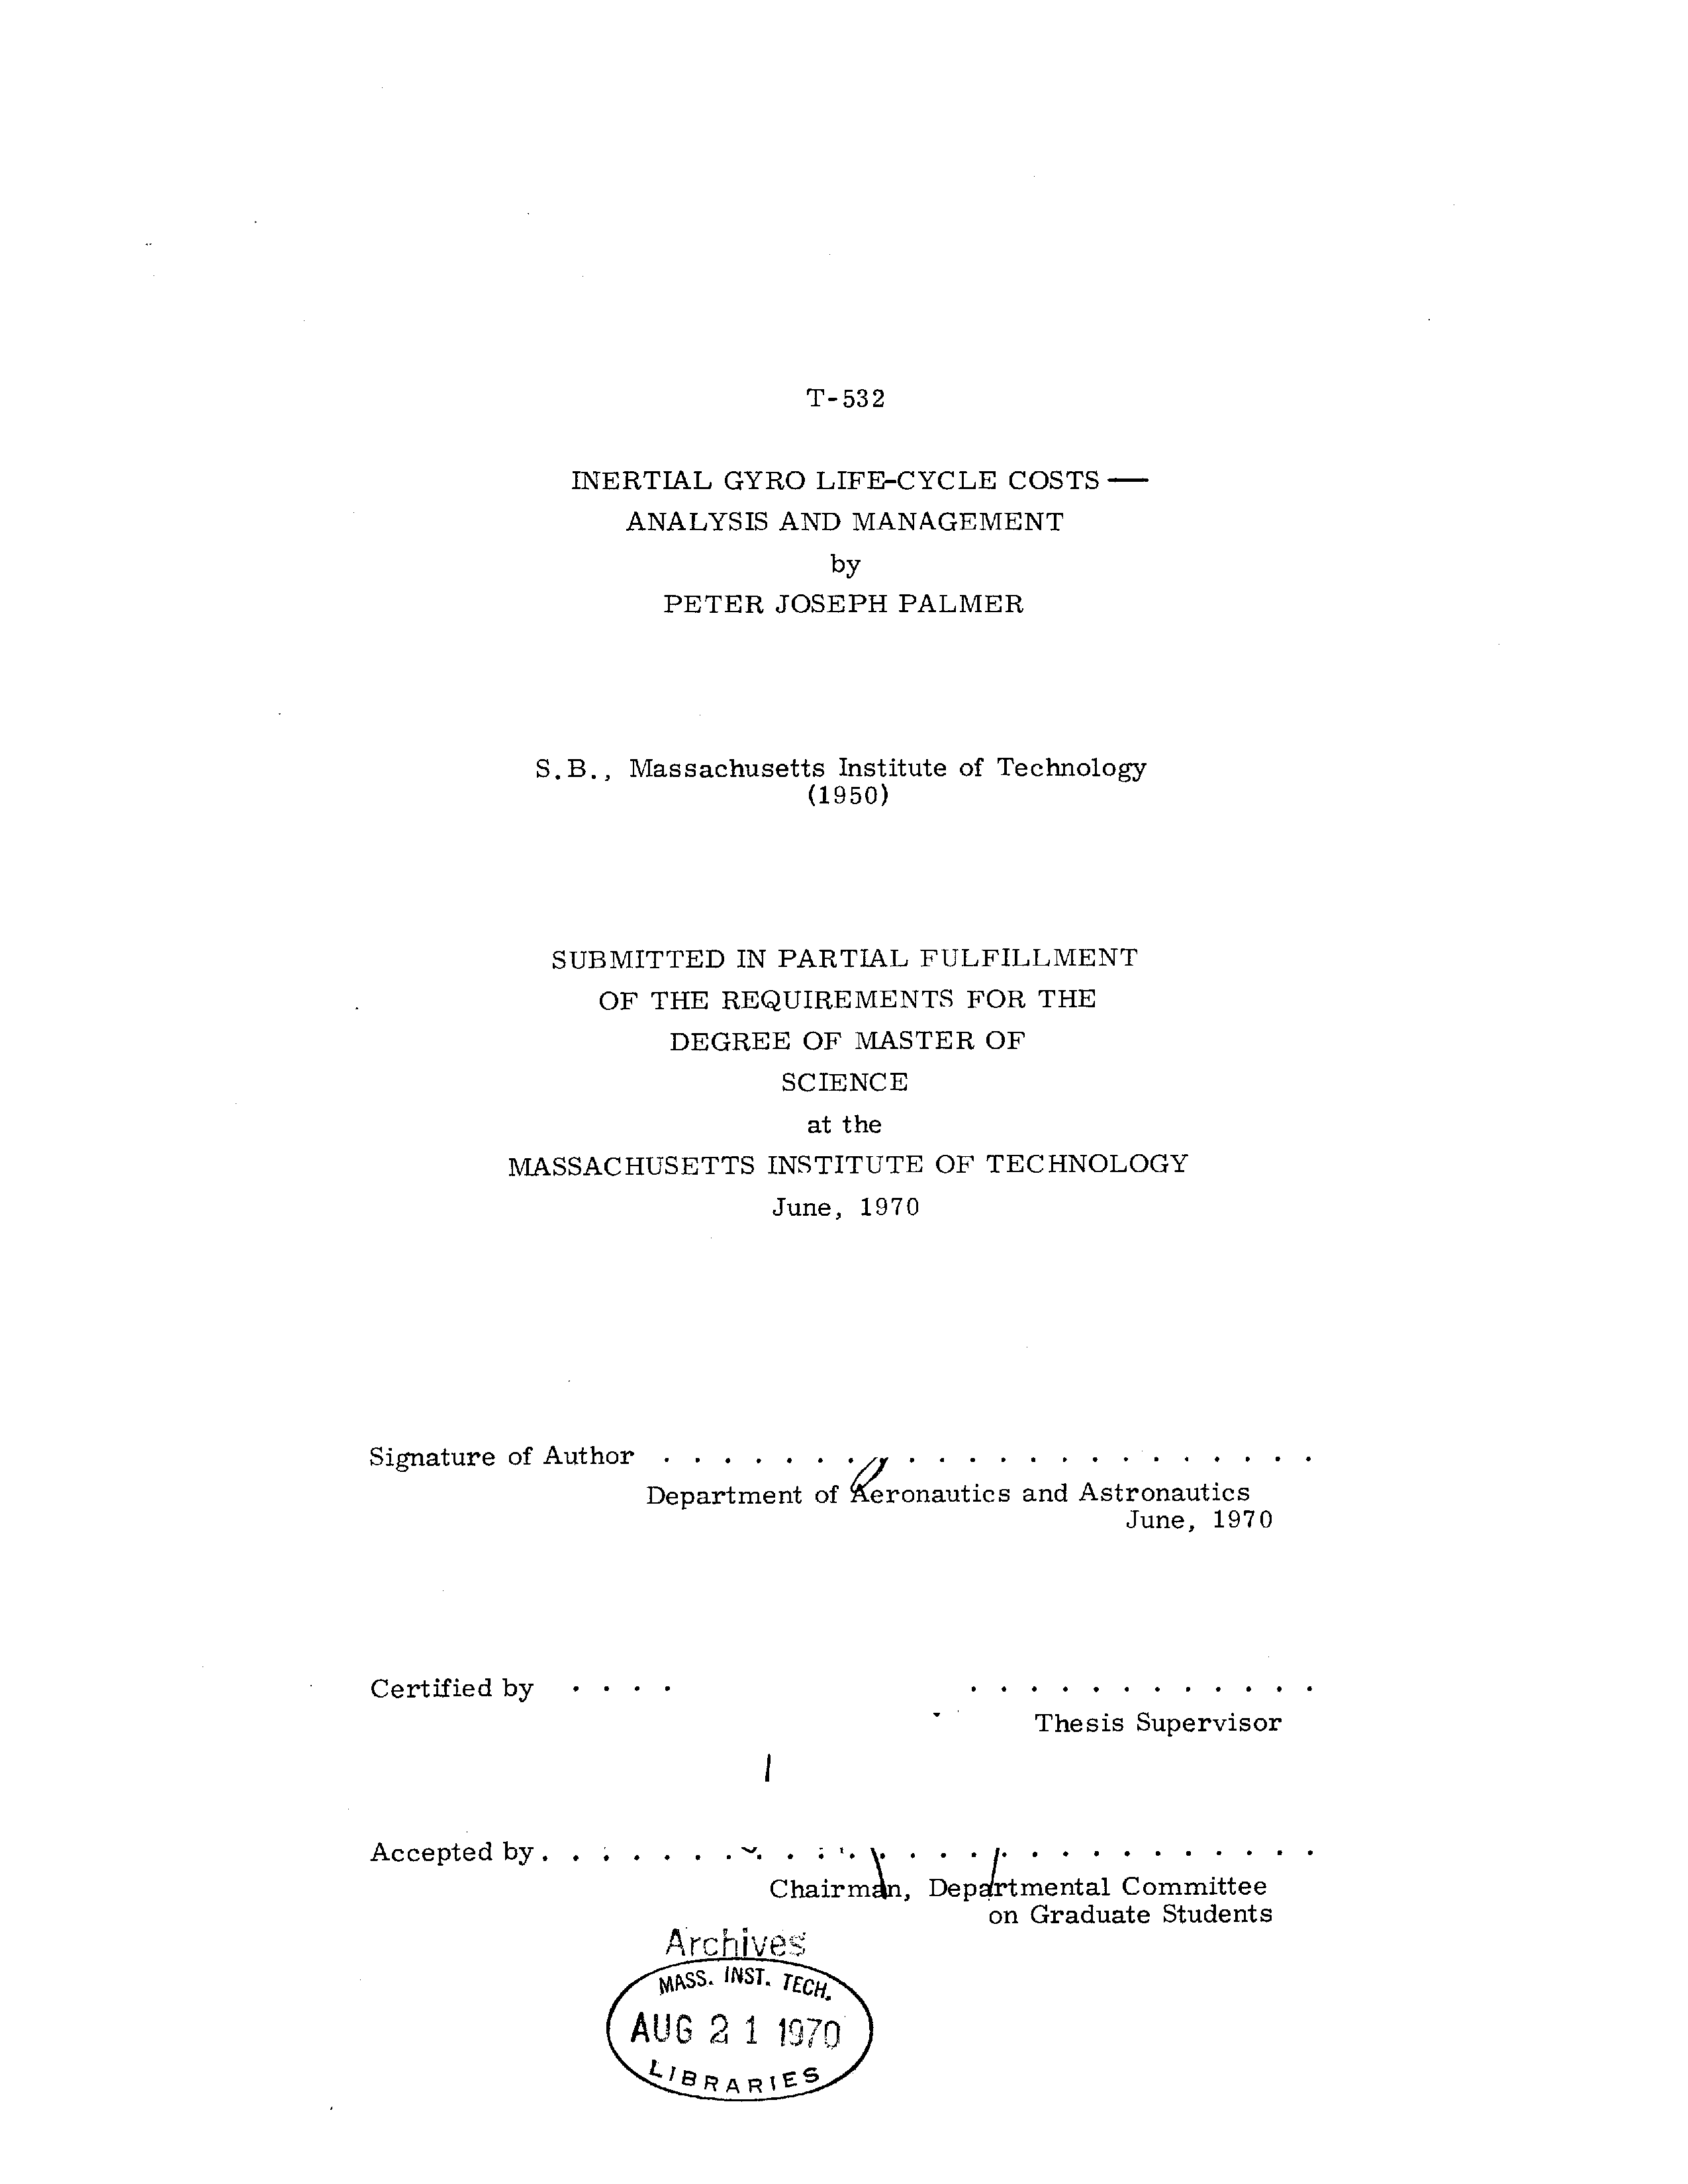 T-532
INERTIAL GYRO LIFE-CYCLE COSTS —
ANALYSIS AND MANAGEMENT
by
PETER JOSEPH PALMER
S.B., Massachusetts Institute of Technology
(1950)
SUBMITTED IN PARTIAL FULFILLMENT
OF THE REQUIREMENTS FOR THE
DEGREE OF MASTER OF
SCIENCE
at the
MASSACHUSETTS INSTITUTE OF TECHNOLOGY
June, 1970
Signature of Author . . . . . . . . . . . . . . . . . . . . . .
Department of Aeronautics and Astronautics
June, 1970
Certified by . . . . . . . . . . . . . . . .
Thesis Supervisor
Accepted by . . . . . . . . . . . . . . . . . . . . . . . . .
Chairman, Departmental Committee
on Graduate Students
Archives
MASS. INST. TECH.
AUG 21 1970
LIBRARIES